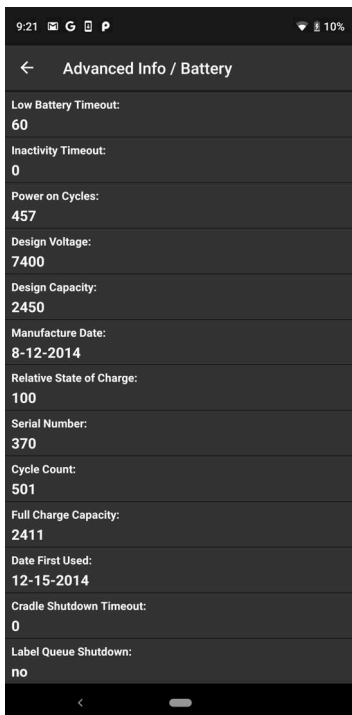 9:21 10%
Advanced Info / Battery
Low Battery Timeout:
60
Inactivity Timeout:
0
Power on Cycles:
457
Design Voltage:
7400
Design Capacity:
2450
Manufacture Date:
8-12-2014
Relative State of Charge:
100
Serial Number:
370
Cycle Count:
501
Full Charge Capacity:
2411
Date First Used:
12-15-2014
Cradle Shutdown Timeout:
0
Label Queue Shutdown:
no